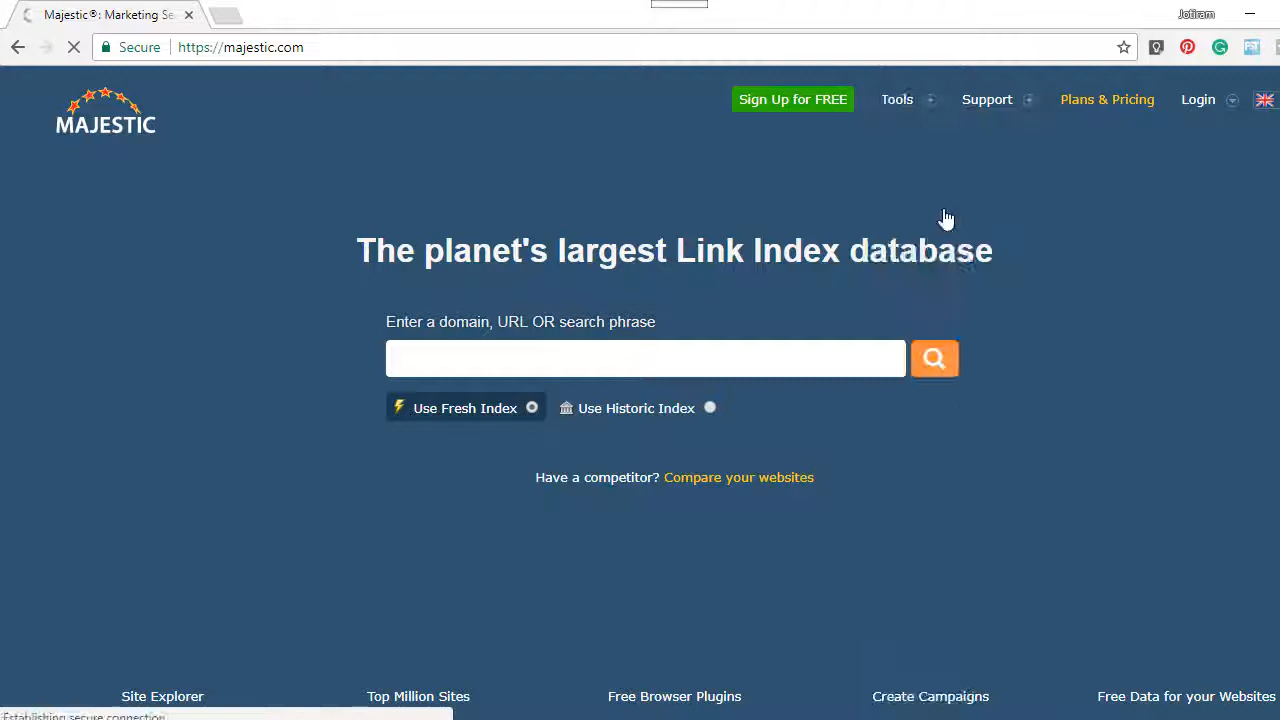 Majestic®: Marketing Se
Jotiram
Secure https://majestic.com
MAJESTIC
Sign Up for FREE Tools Support Plans & Pricing Login
The planet's largest Link Index database
Enter a domain, URL OR search phrase
Use Fresh Index Use Historic Index
Have a competitor? Compare your websites
Site Explorer Top Million Sites Free Browser Plugins Create Campaigns Free Data for your Websites
Establishing secure connection